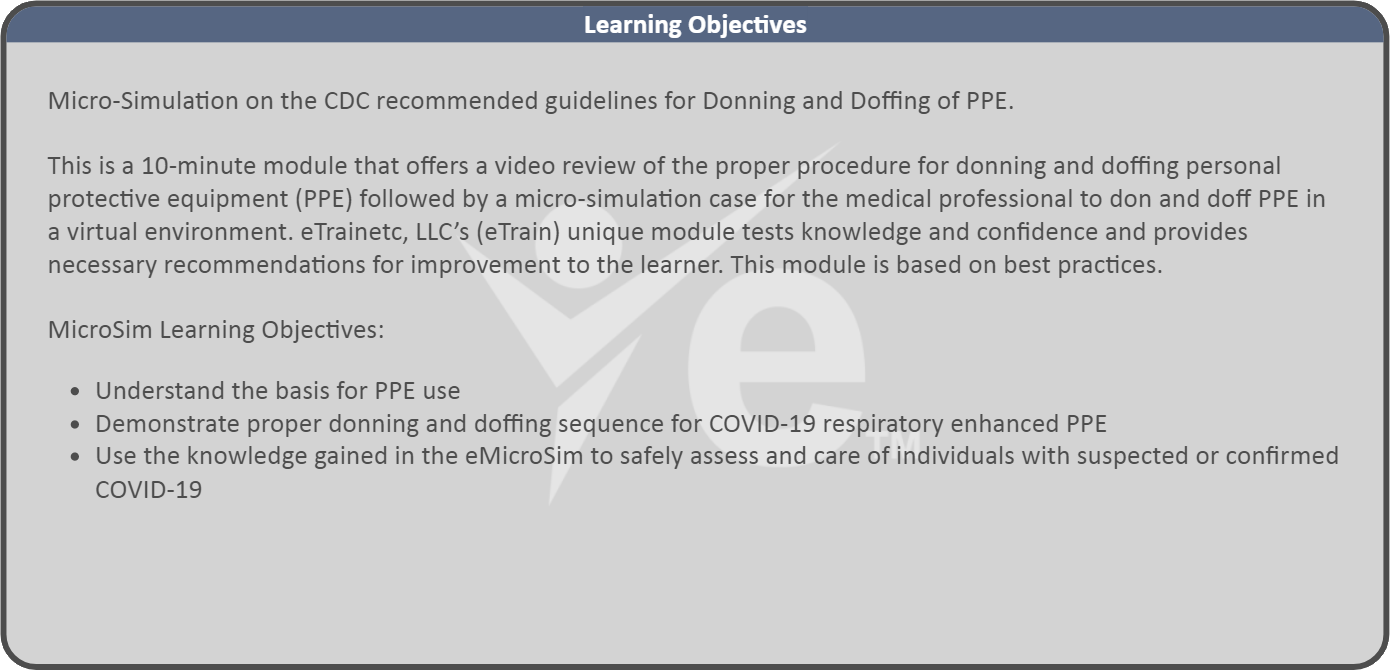 Learning Objectives
Micro-Simulation on the CDC recommended guidelines for Donning and Doffing of PPE.
This is a 10-minute module that offers a video review of the proper procedure for donning and doffing personal
protective equipment (PPE) followed by a micro-simulation case for the medical professional to don and doff PPE in
a virtual environment. eTrainetc, LLC’s (eTrain) unique module tests knowledge and confidence and provides
necessary recommendations for improvement to the learner. This module is based on best practices.
MicroSim Learning Objectives:
• Understand the basis for PPE use
• Demonstrate proper donning and doffing sequence for COVID-19 respiratory enhanced PPE
• Use the knowledge gained in the eMicroSim to safely assess and care of individuals with suspected or confirmed
COVID-19
e TM